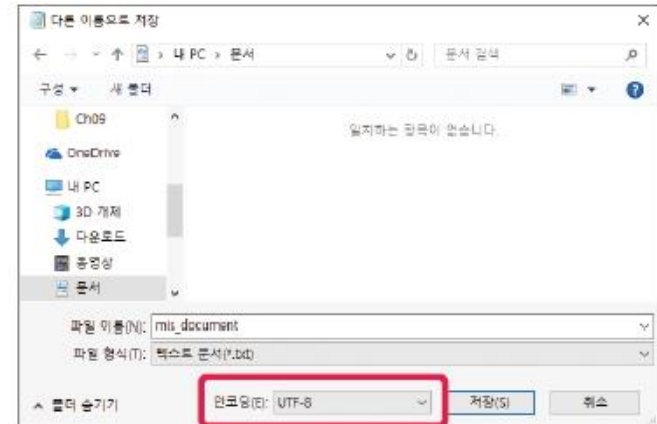 다른 이름으로 저장
내 PC › 문서
문서 검색
구성
새 폴더
Ch09
일치하는 항목이 없습니다.
OneDrive
내 PC
3D 개체
다운로드
동영상
문서
파일 이름(N): mis_document
파일 형식(T): 텍스트 문서(*.txt)
폴더 숨기기
인코딩(E): UTF-8
저장(S)
취소